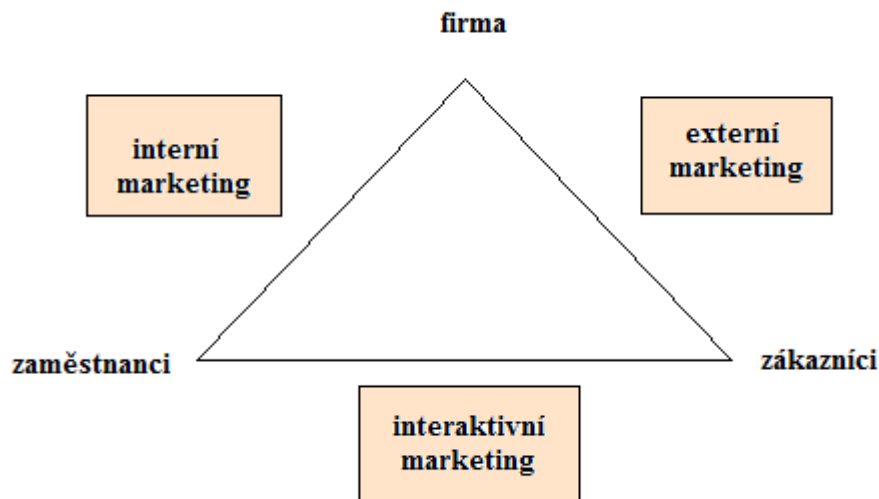 firma
interní
marketing
externí
marketing
zaměstnanci
zákazníci
interaktivní
marketing